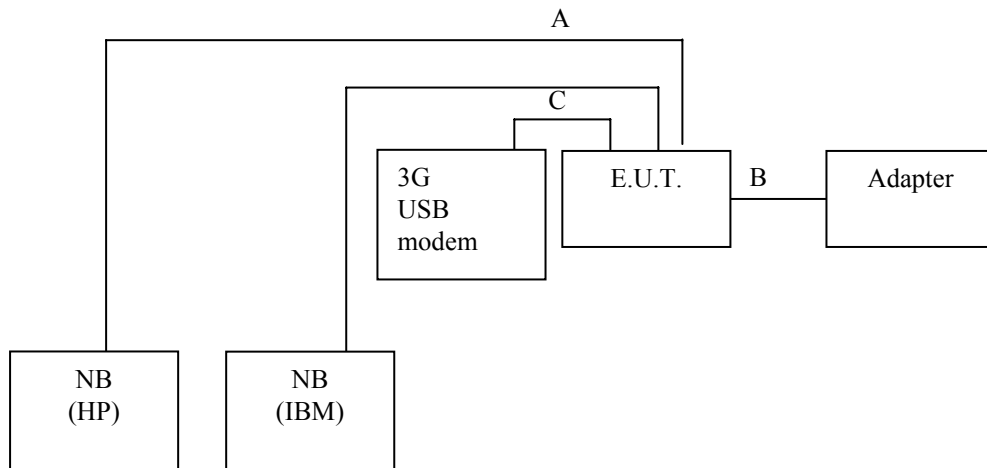 A
C
3G
USB
modem
E.U.T.
B
Adapter
NB
(HP)
NB
(IBM)